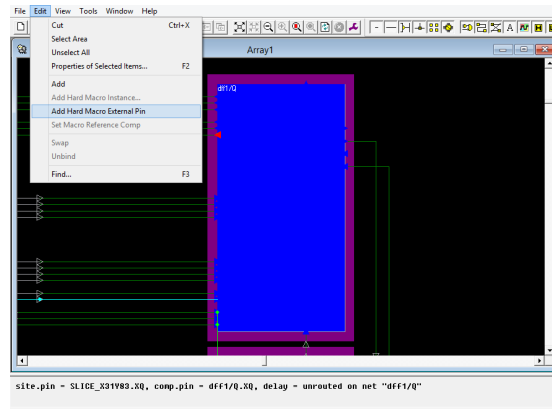 File Edit View Tools Window Help
Cut Ctrl+X
Select Area
Unselect All
Properties of Selected Items... F2
Add
Add Hard Macro Instance...
Add Hard Macro External Pin
Set Macro Reference Comp
Swap
Unbind
Find... F3
Array1
dff1/Q
A
site.pin = SLICE_X31Y83.XQ, comp.pin = dff1/Q.XQ, delay = unrouted on net "dff1/Q"